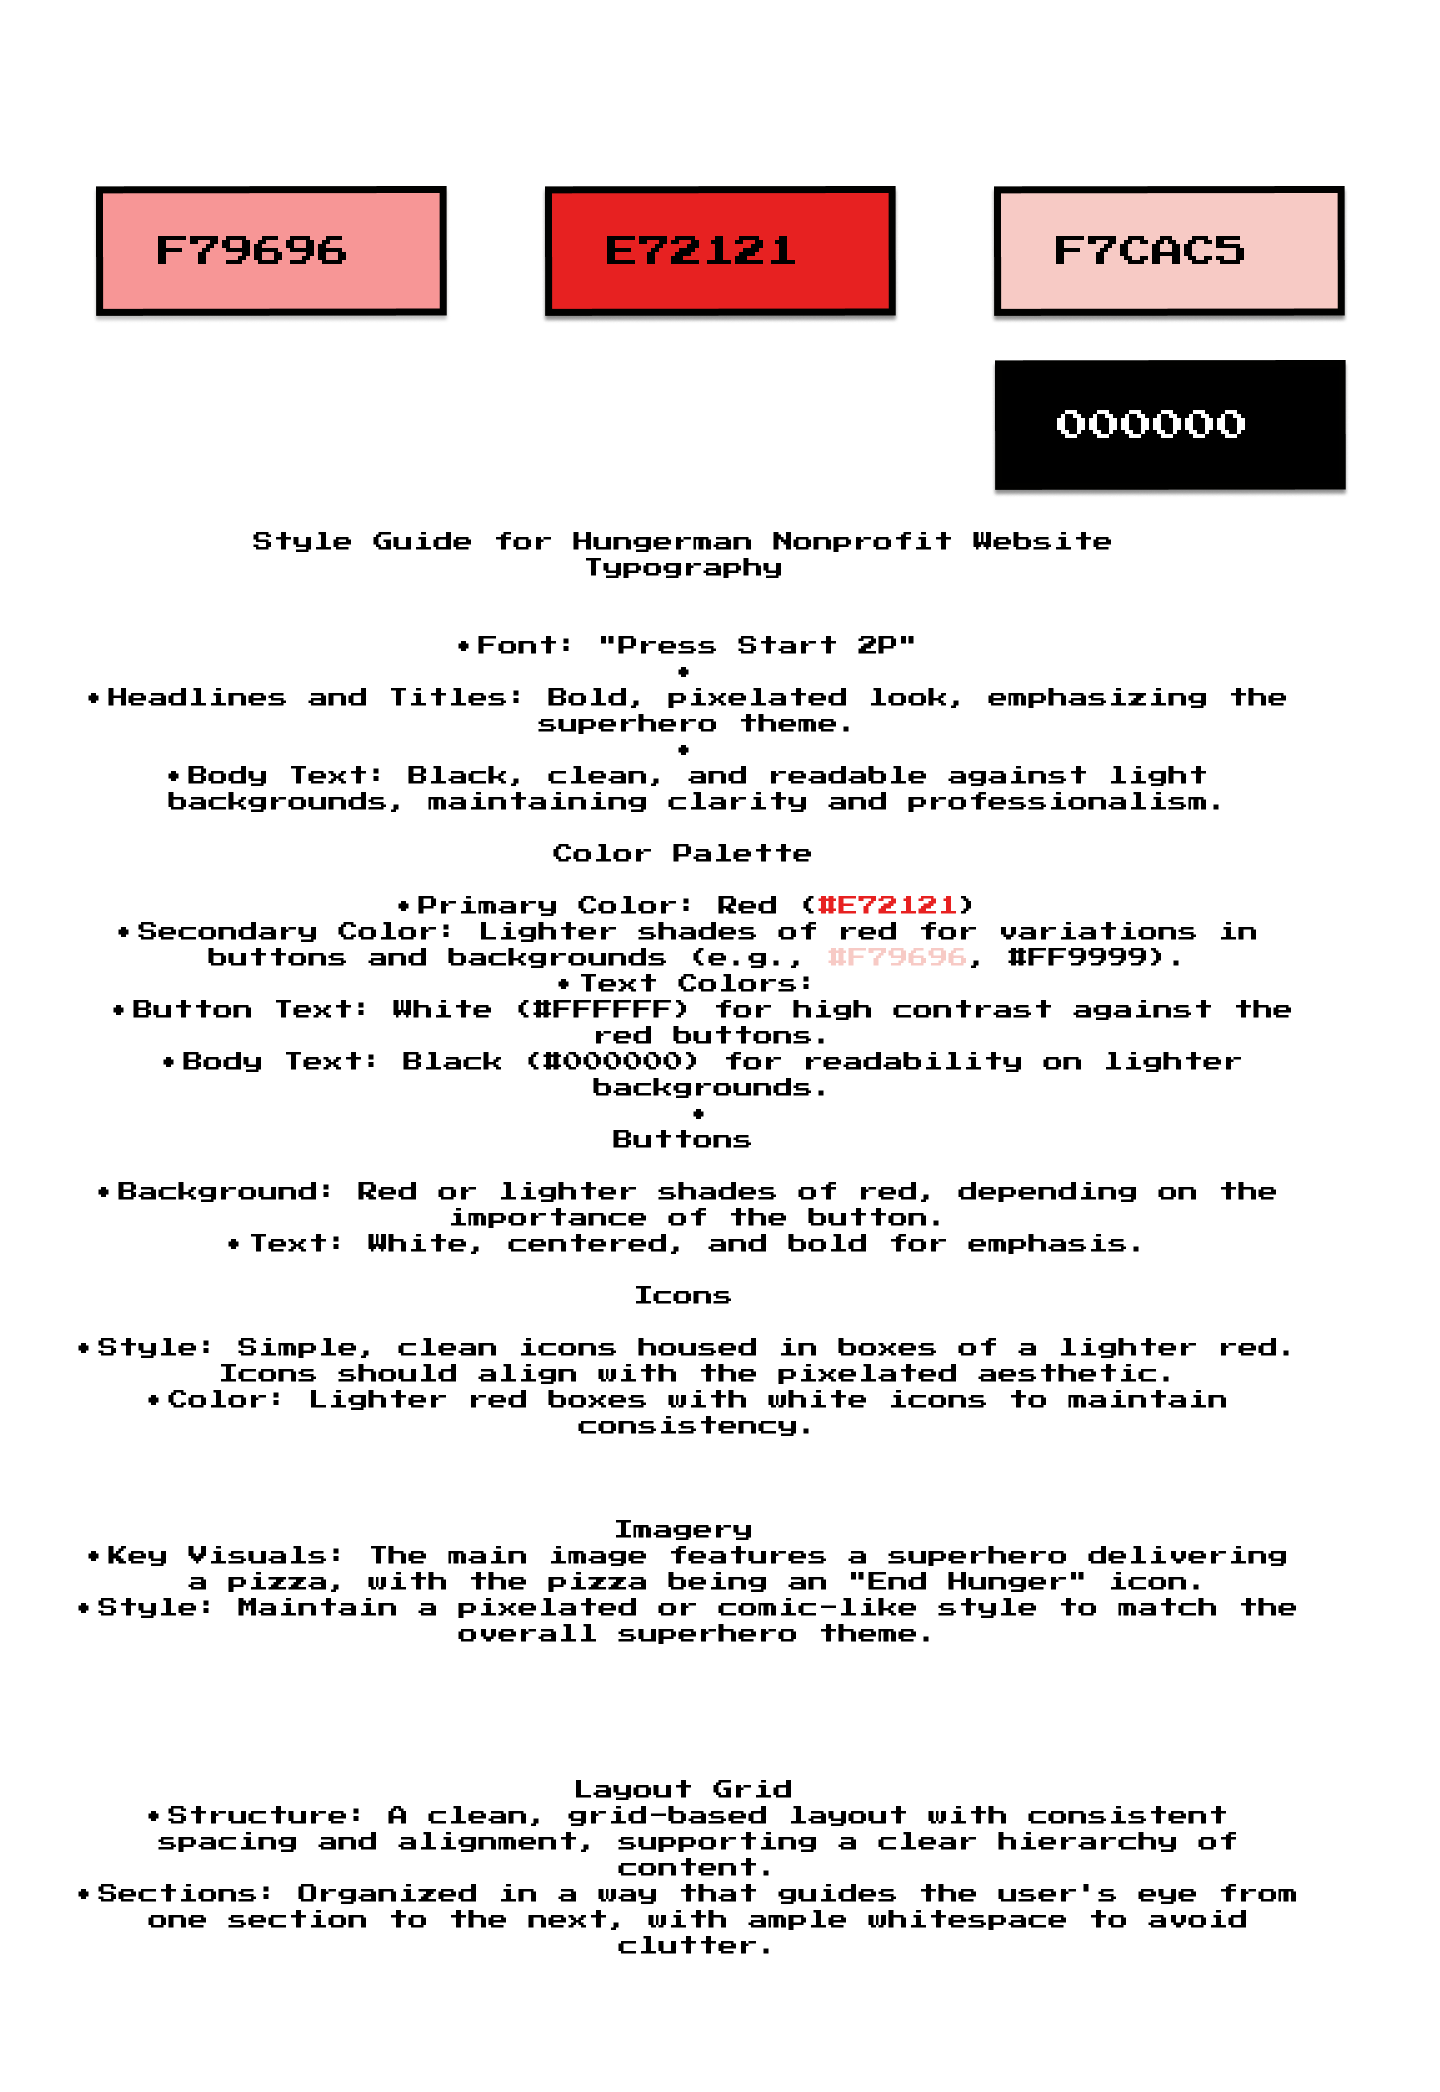 F79696
E72121
F7CAC5
000000
Style Guide for Hungerman Nonprofit Website
Typography
•Font: "Press Start 2P"
•
•Headlines and Titles: Bold, pixelated look, emphasizing the
superhero theme.
•
•Body Text: Black, clean, and readable against light
backgrounds, maintaining clarity and professionalism.
Color Palette
•Primary Color: Red (#E72121)
•Secondary Color: Lighter shades of red for variations in
buttons and backgrounds (e.g., #F79696, #FF9999).
•Text Colors:
•Button Text: White (#FFFFFF) for high contrast against the
red buttons.
•Body Text: Black (#000000) for readability on lighter
backgrounds.
•
Buttons
•Background: Red or lighter shades of red, depending on the
importance of the button.
•Text: White, centered, and bold for emphasis.
Icons
•Style: Simple, clean icons housed in boxes of a lighter red.
Icons should align with the pixelated aesthetic.
•Color: Lighter red boxes with white icons to maintain
consistency.
Imagery
•Key Visuals: The main image features a superhero delivering
a pizza, with the pizza being an "End Hunger" icon.
•Style: Maintain a pixelated or comic-like style to match the
overall superhero theme.
Layout Grid
•Structure: A clean, grid-based layout with consistent
spacing and alignment, supporting a clear hierarchy of
content.
•Sections: Organized in a way that guides the user's eye from
one section to the next, with ample whitespace to avoid
clutter.